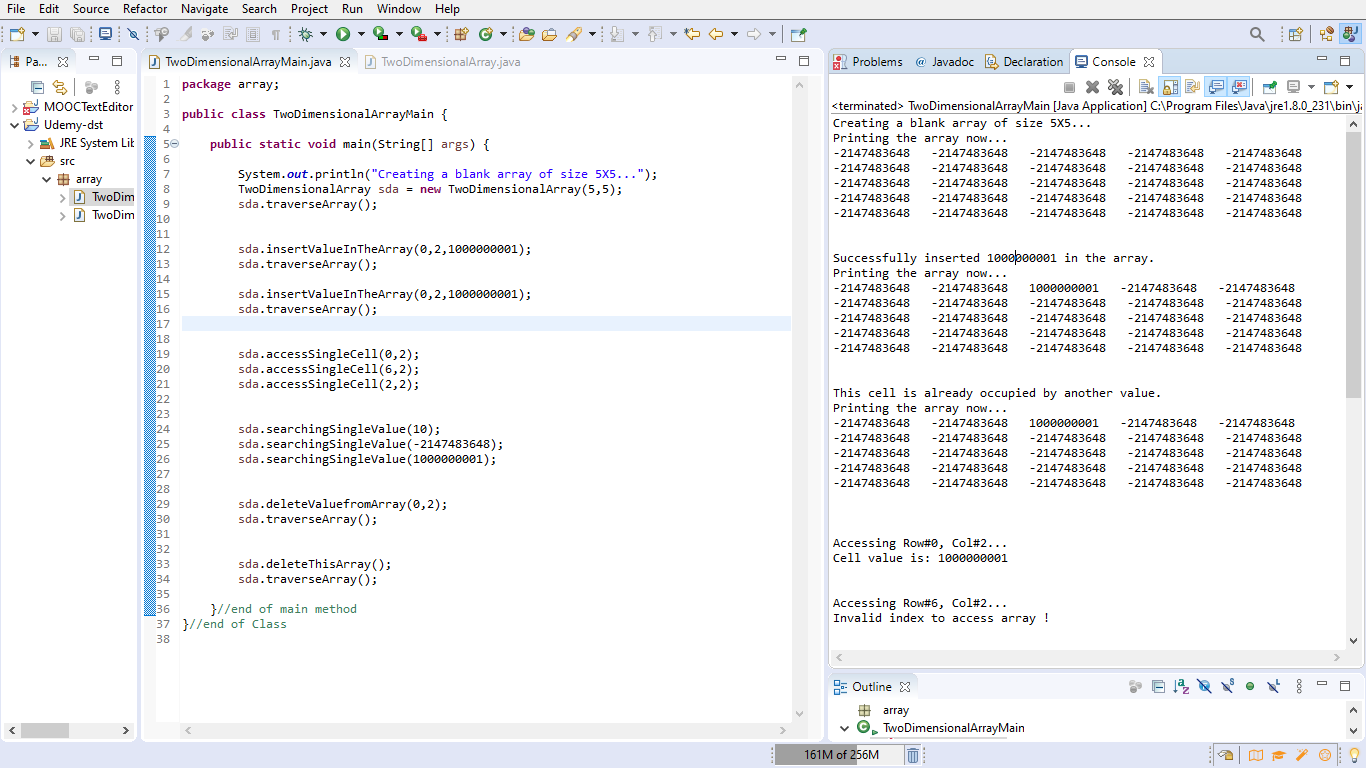 File Edit Source Refactor Navigate Search Project Run Window Help
Pa...
MOOCTextEditor
Udemy-dst
JRE System Lit
src
array
TwoDim
TwoDim
TwoDimensionalArrayMain.java
TwoDimensionalArray.java
1 package array;
2
3 public class TwoDimensionalArrayMain {
4
5 public static void main(String[] args) {
6
7 System.out.println("Creating a blank array of size 5X5...");
8 TwoDimensionalArray sda = new TwoDimensionalArray(5,5);
9 sda.traverseArray();
10
11
12 sda.insertValueInTheArray(0,2,1000000001);
13 sda.traverseArray();
14
15 sda.insertValueInTheArray(0,2,1000000001);
16 sda.traverseArray();
17
18
19 sda.accessSingleCell(0,2);
20 sda.accessSingleCell(6,2);
21 sda.accessSingleCell(2,2);
22
23
24 sda.searchingSingleValue(10);
25 sda.searchingSingleValue(-2147483648);
26 sda.searchingSingleValue(1000000001);
27
28
29 sda.deleteValuefromArray(0,2);
30 sda.traverseArray();
31
32
33 sda.deleteThisArray();
34 sda.traverseArray();
35
36 }//end of main method
37 }//end of Class
38
Problems @ Javadoc Declaration Console
<terminated> TwoDimensionalArrayMain [Java Application] C:\Program Files\Java\jre1.8.0_231\bin\j
Creating a blank array of size 5X5...
Printing the array now...
-2147483648 -2147483648 -2147483648 -2147483648 -2147483648
-2147483648 -2147483648 -2147483648 -2147483648 -2147483648
-2147483648 -2147483648 -2147483648 -2147483648 -2147483648
-2147483648 -2147483648 -2147483648 -2147483648 -2147483648
-2147483648 -2147483648 -2147483648 -2147483648 -2147483648
Successfully inserted 1000000001 in the array.
Printing the array now...
-2147483648 -2147483648 1000000001 -2147483648 -2147483648
-2147483648 -2147483648 -2147483648 -2147483648 -2147483648
-2147483648 -2147483648 -2147483648 -2147483648 -2147483648
-2147483648 -2147483648 -2147483648 -2147483648 -2147483648
-2147483648 -2147483648 -2147483648 -2147483648 -2147483648
This cell is already occupied by another value.
Printing the array now...
-2147483648 -2147483648 1000000001 -2147483648 -2147483648
-2147483648 -2147483648 -2147483648 -2147483648 -2147483648
-2147483648 -2147483648 -2147483648 -2147483648 -2147483648
-2147483648 -2147483648 -2147483648 -2147483648 -2147483648
-2147483648 -2147483648 -2147483648 -2147483648 -2147483648
Accessing Row#0, Col#2...
Cell value is: 1000000001
Accessing Row#6, Col#2...
Invalid index to access array !
Outline
array
TwoDimensionalArrayMain
161M of 256M